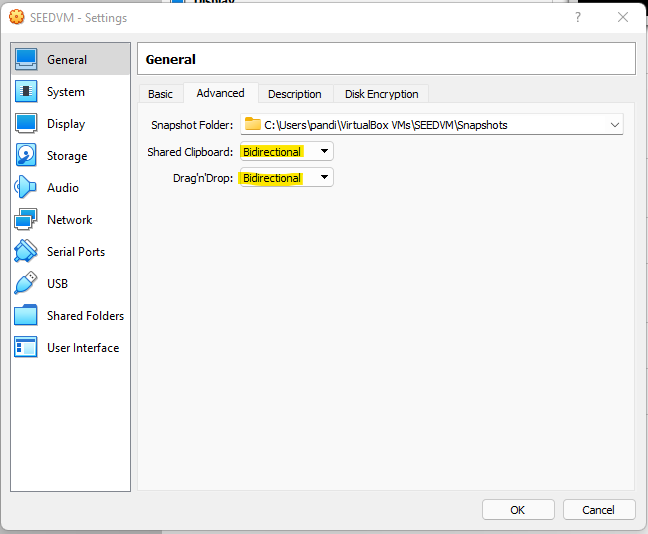 Display
SEEDVM - Settings
?
General
System
Display
Storage
Audio
Network
Serial Ports
USB
Shared Folders
User Interface
General
Basic
Advanced
Description
Disk Encryption
Snapshot Folder: C:\Users\pandi\VirtualBox VMs\SEEDVM\Snapshots
Shared Clipboard: Bidirectional
Drag'n'Drop: Bidirectional
OK
Cancel